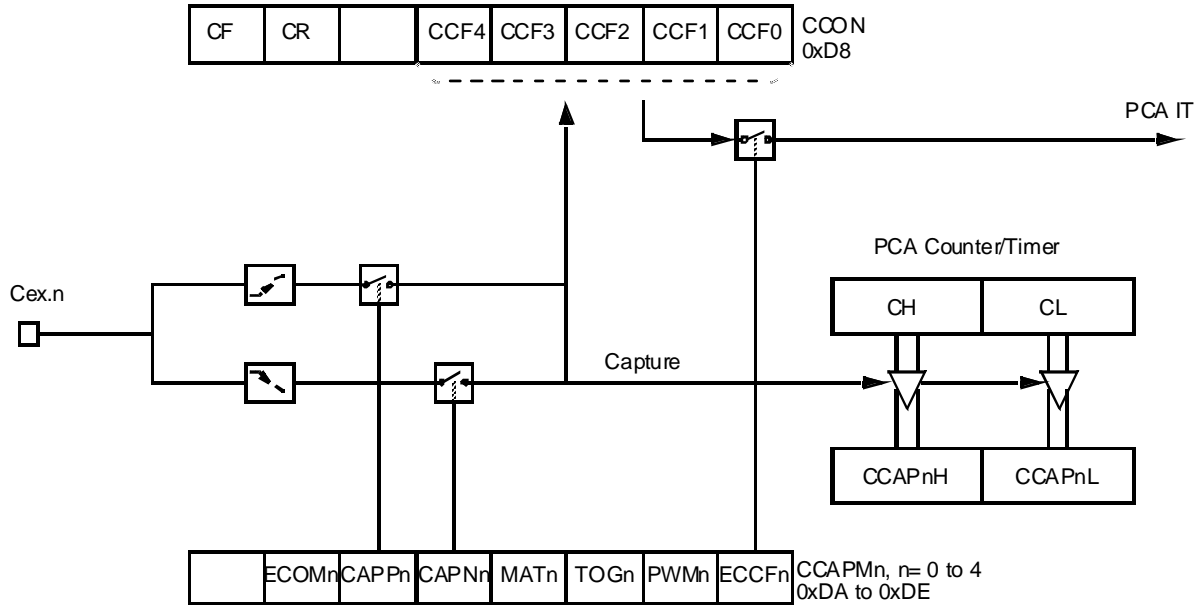 CF CR CCF4 CCF3 CCF2 CCF1 CCF0 CCON
0xD8
PCA IT
PCA Counter/Timer
Cex.n
CH CL
Capture
CCAPnH CCAPnL
ECOMn CAPPn CAPNn MATn TOGn PWMn ECCFn CCAPMn, n= 0 to 4
0xDA to 0xDE